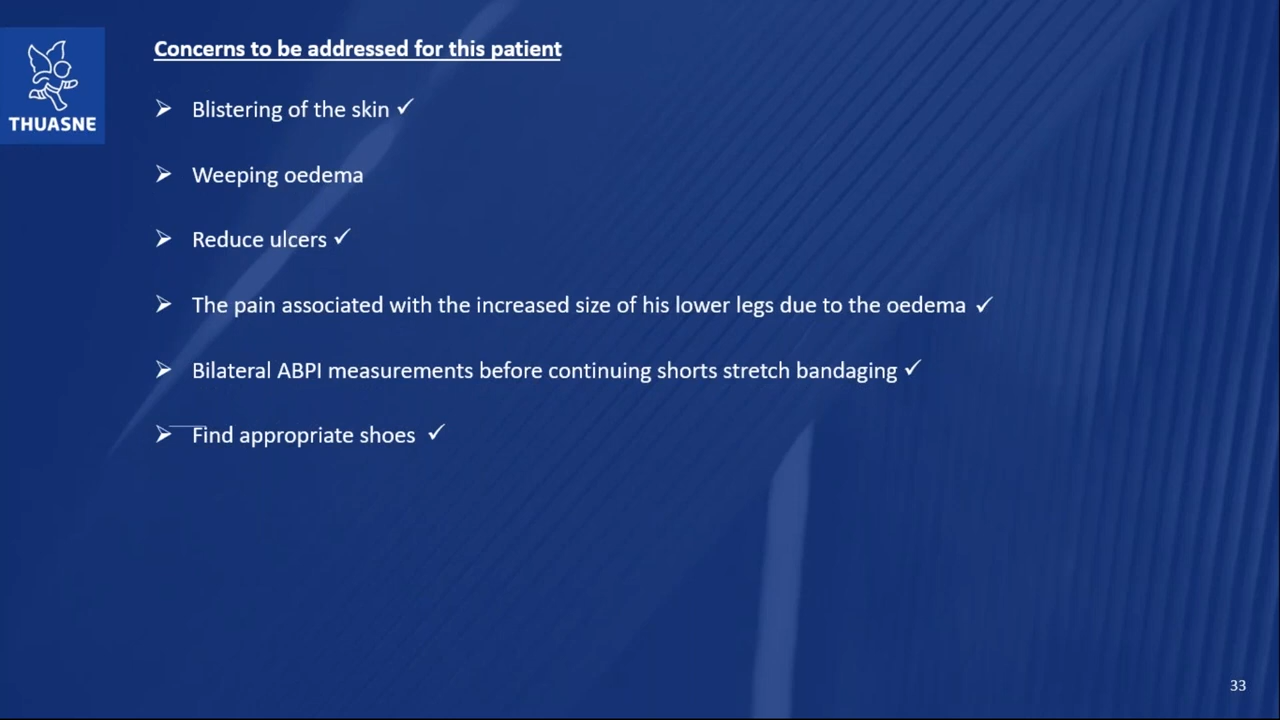 Concerns to be addressed for this patient
THUASNE
➢ Blistering of the skin ✓
➢ Weeping oedema
➢ Reduce ulcers ✓
➢ The pain associated with the increased size of his lower legs due to the oedema ✓
➢ Bilateral ABPI measurements before continuing shorts stretch bandaging ✓
➢ Find appropriate shoes ✓
33